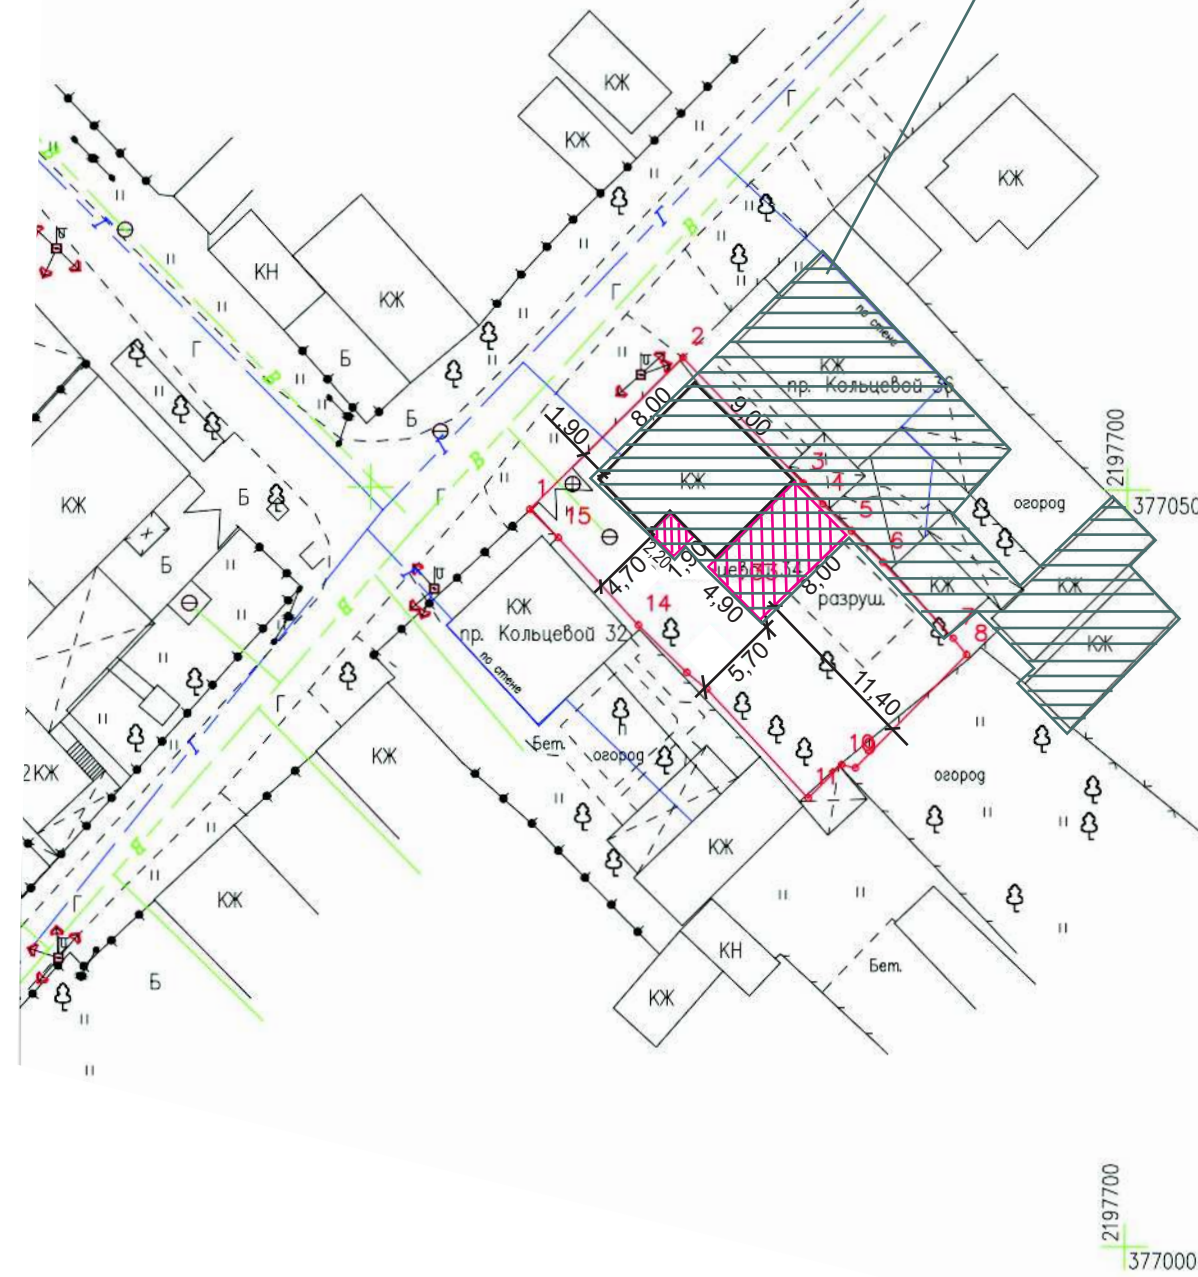 КЖ
Г
КЖ
КЖ
КН
КЖ
Г
В
Г
Г
В
Г
Б
В
Б
2
8,00
9,00
по стене
КЖ
пр. Кольцевой 36
1,90
КЖ
3
4
5
6
7
8
1
15
2197700
377050
огород
КЖ
Б
Г
В
Г
Б
КЖ
КЖ
КЖ
2,20
4,70
4,90
8,00
разруш.
КЖ
пр. Кольцевой 32
по стене
14
5,70
11,40
В
Г
Г
2КЖ
КЖ
Бет.
огород
10
9
11
огород
В
Г
КЖ
КЖ
КН
КЖ
Бет.
Б
2197700
377000